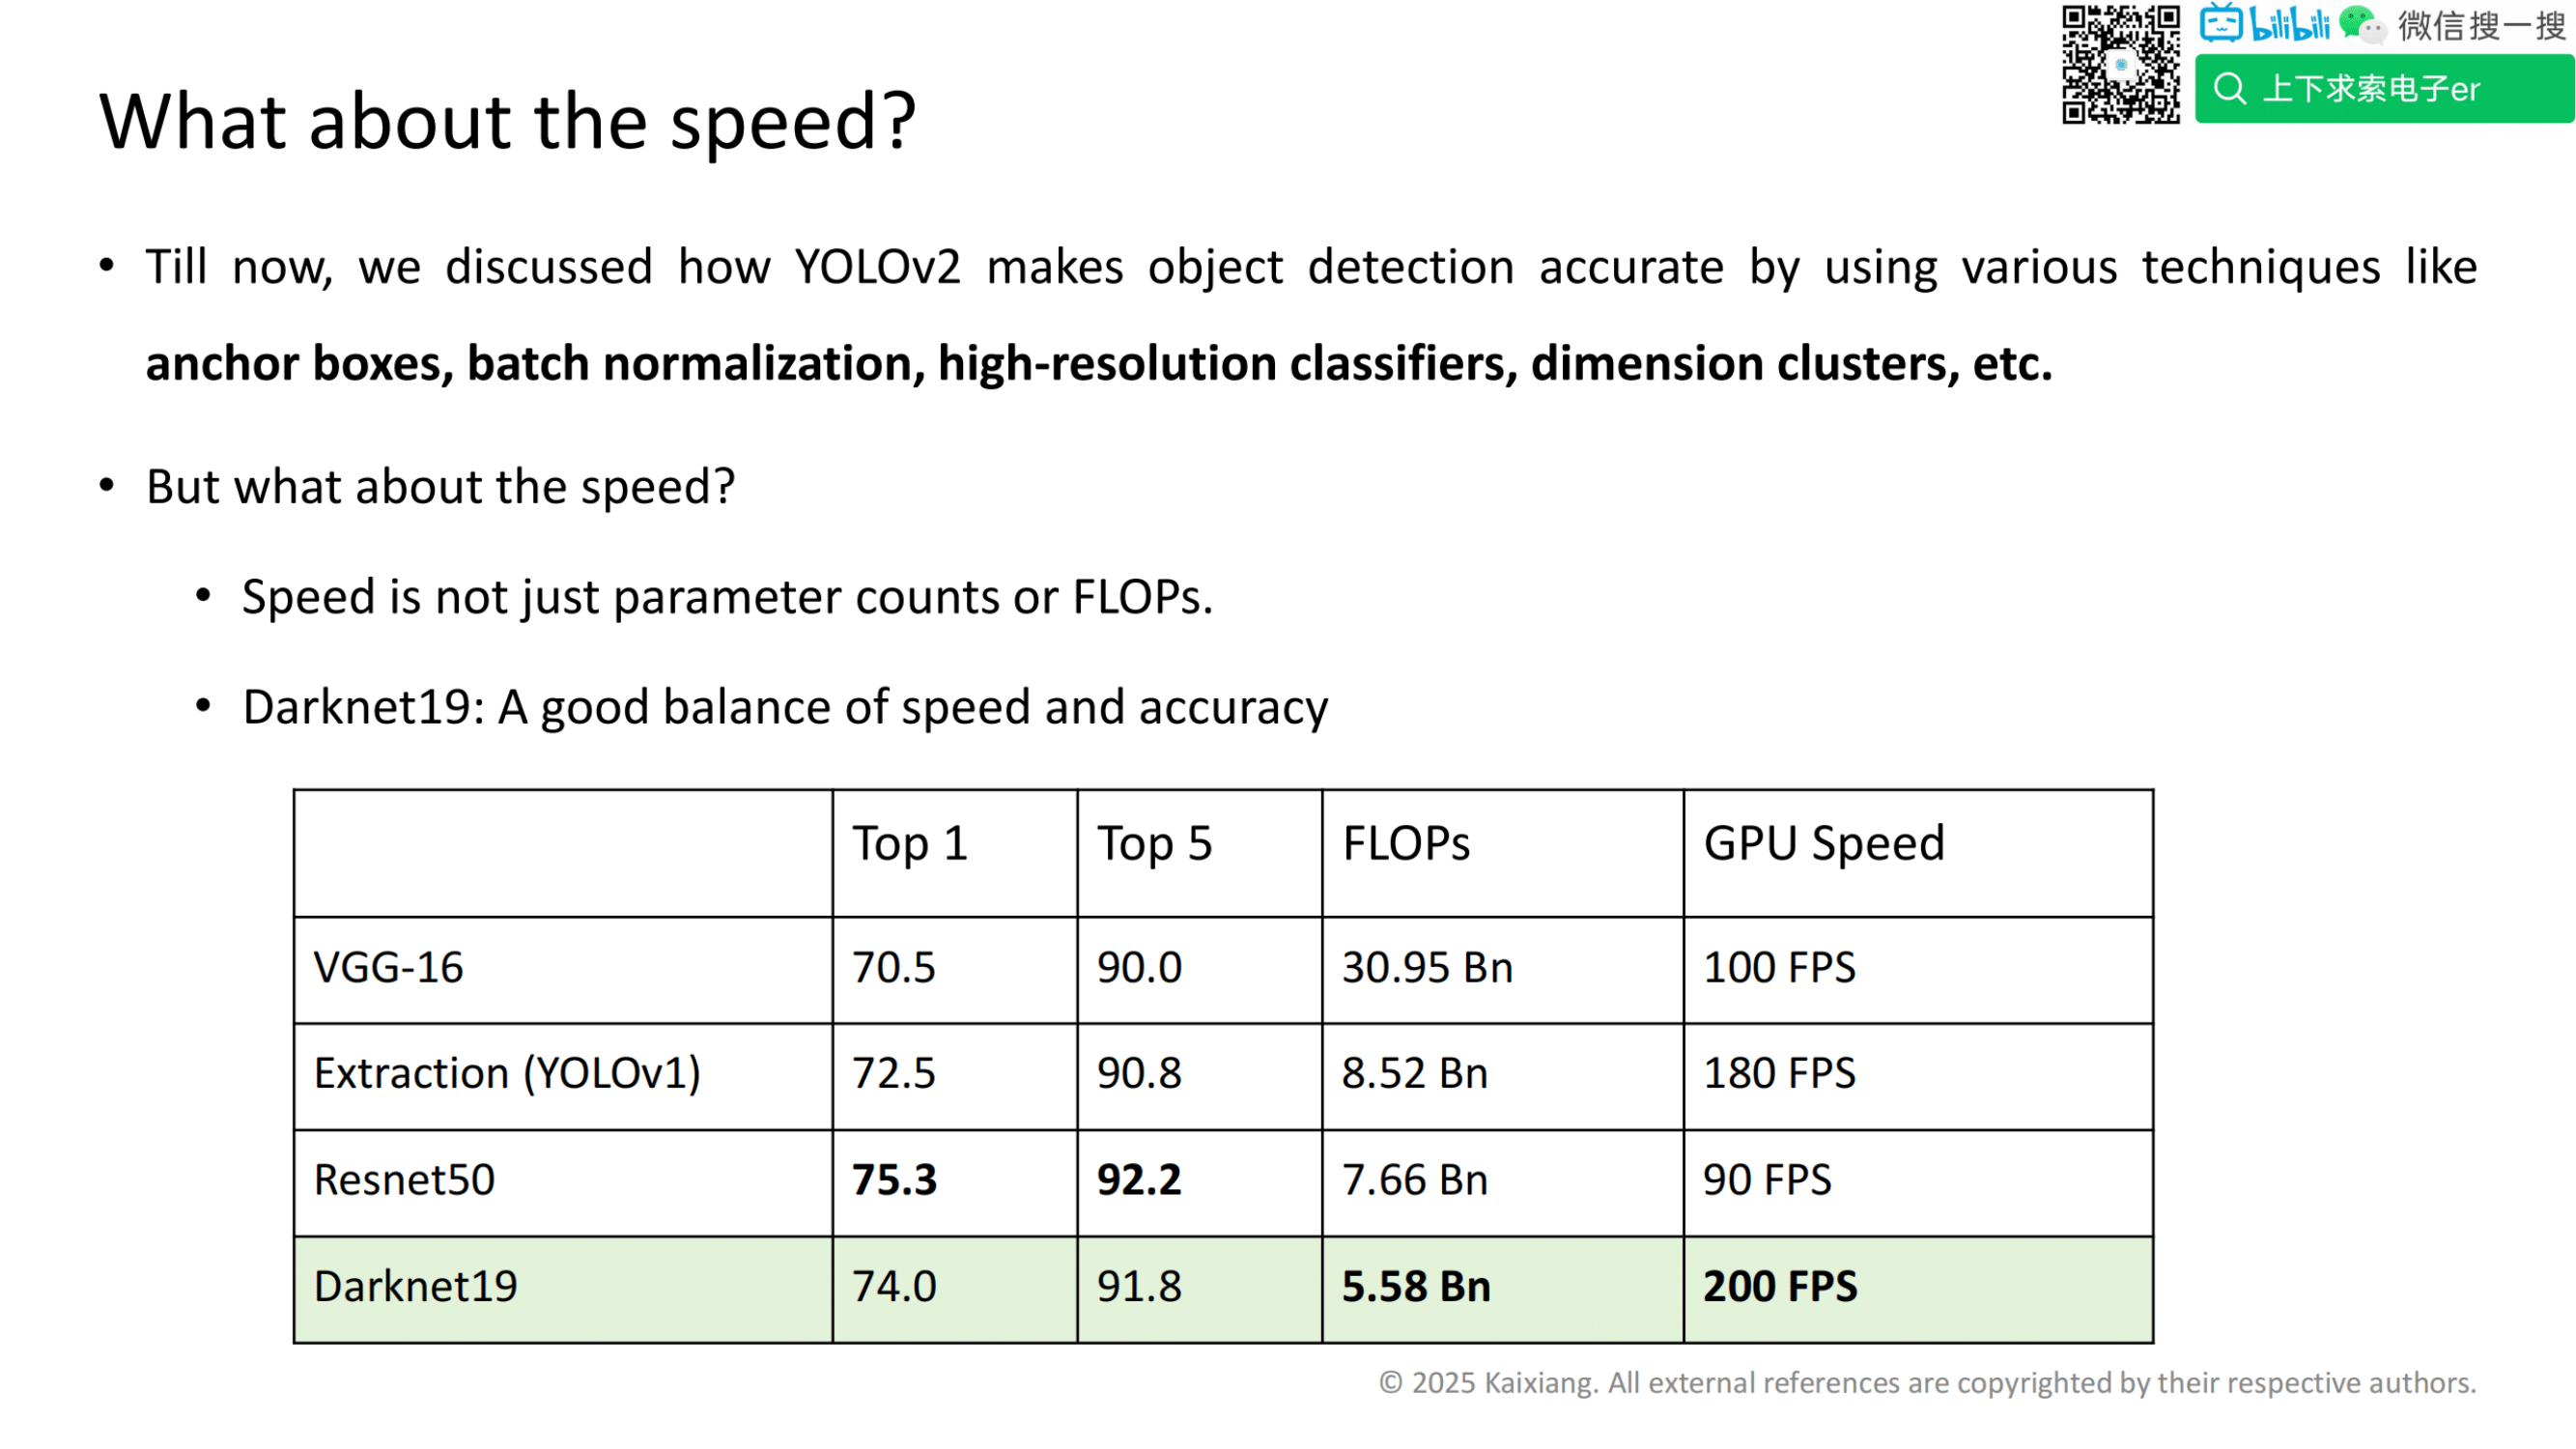 bilibili 微信搜一搜
上下求索电子er
What about the speed?
• Till now, we discussed how YOLOv2 makes object detection accurate by using various techniques like
anchor boxes, batch normalization, high-resolution classifiers, dimension clusters, etc.
• But what about the speed?
• Speed is not just parameter counts or FLOPs.
• Darknet19: A good balance of speed and accuracy
Top 1 Top 5 FLOPs GPU Speed
VGG-16 70.5 90.0 30.95 Bn 100 FPS
Extraction (YOLOv1) 72.5 90.8 8.52 Bn 180 FPS
Resnet50 75.3 92.2 7.66 Bn 90 FPS
Darknet19 74.0 91.8 5.58 Bn 200 FPS
© 2025 Kaixiang. All external references are copyrighted by their respective authors.